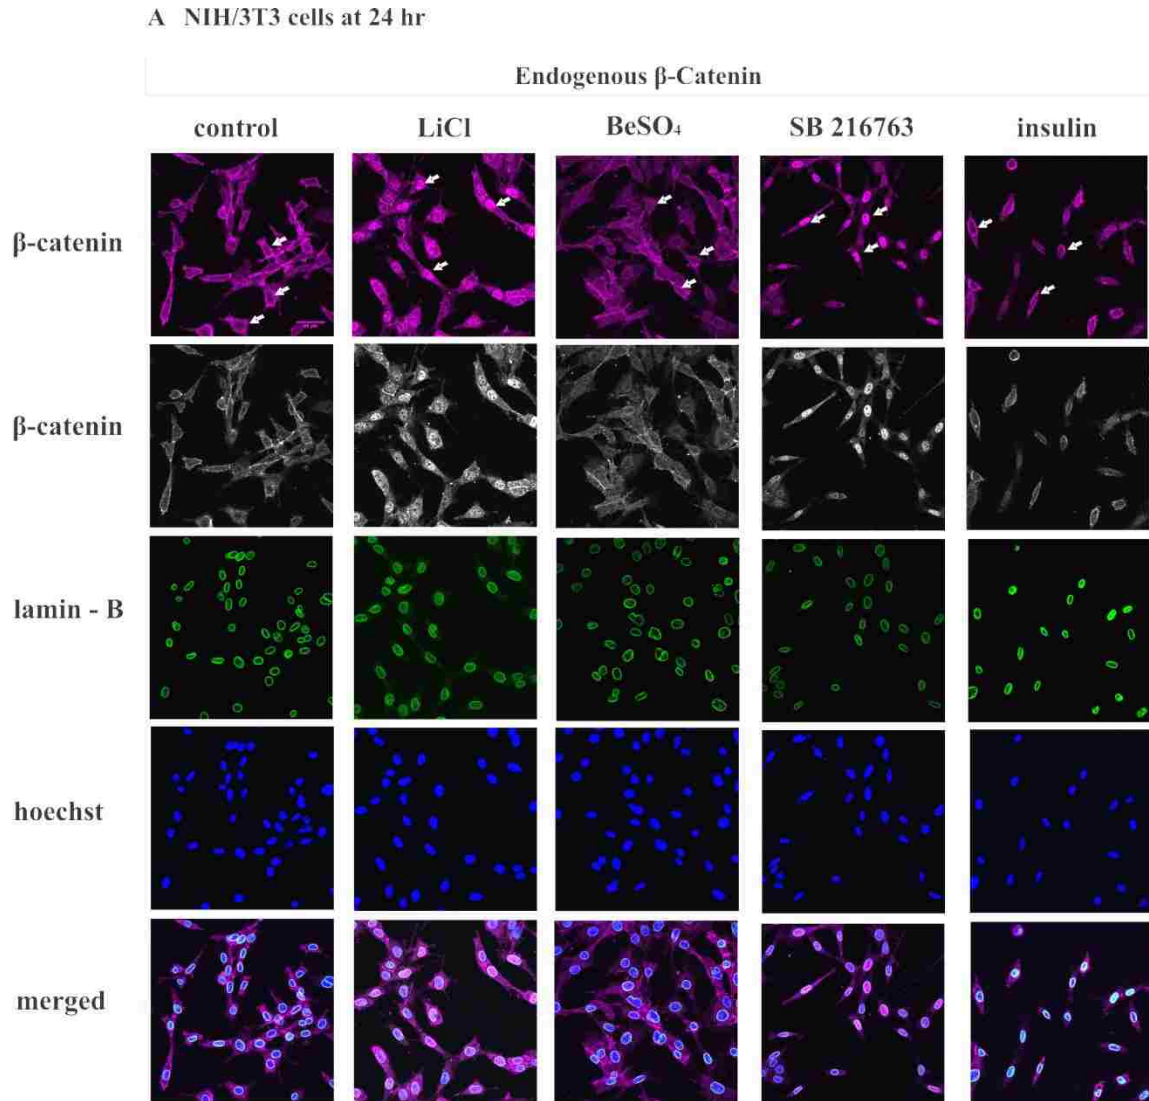 A NIH/3T3 cells at 24 hr
Endogenous β-Catenin
control LiCl BeSO₄ SB 216763 insulin
β-catenin
β-catenin
lamin - B
hoechst
merged